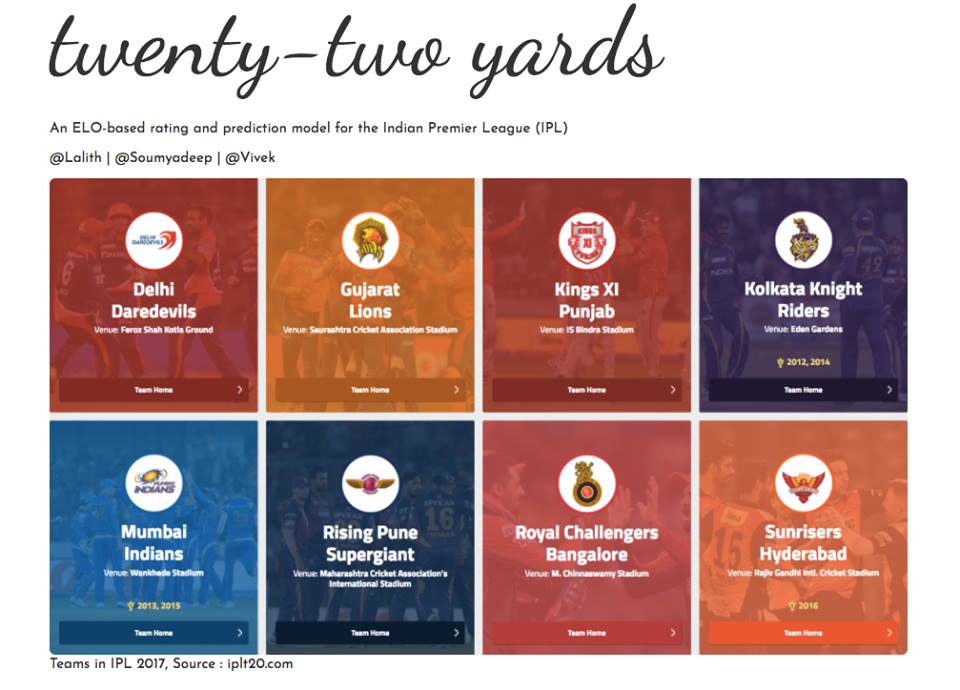 twenty-two yards
An ELO-based rating and prediction model for the Indian Premier League (IPL)
@Lalith | @Soumyadeep | @Vivek
DELHI
DAREDEVILS
Delhi
Daredevils
Venue: Feroz Shah Kotla Ground
Team Home
Gujarat
Lions
Venue: Saurashtra Cricket Association Stadium
Team Home
KINGS
XI
PUNJAB
Kings XI
Punjab
Venue: IS Bindra Stadium
Team Home
Kolkata Knight
Riders
Venue: Eden Gardens
2012, 2014
Team Home
MUMBAI
INDIANS
Mumbai
Indians
Venue: Wankhede Stadium
2013, 2015
Team Home
16
Rising Pune
Supergiant
Venue: Maharashtra Cricket Association's
International Stadium
Team Home
Royal Challengers
Bangalore
Venue: M. Chinnaswamy Stadium
Team Home
15
Sunrisers
Hyderabad
Venue: Rajiv Gandhi Intl. Cricket Stadium
2016
Team Home
Teams in IPL 2017, Source : iplt20.com